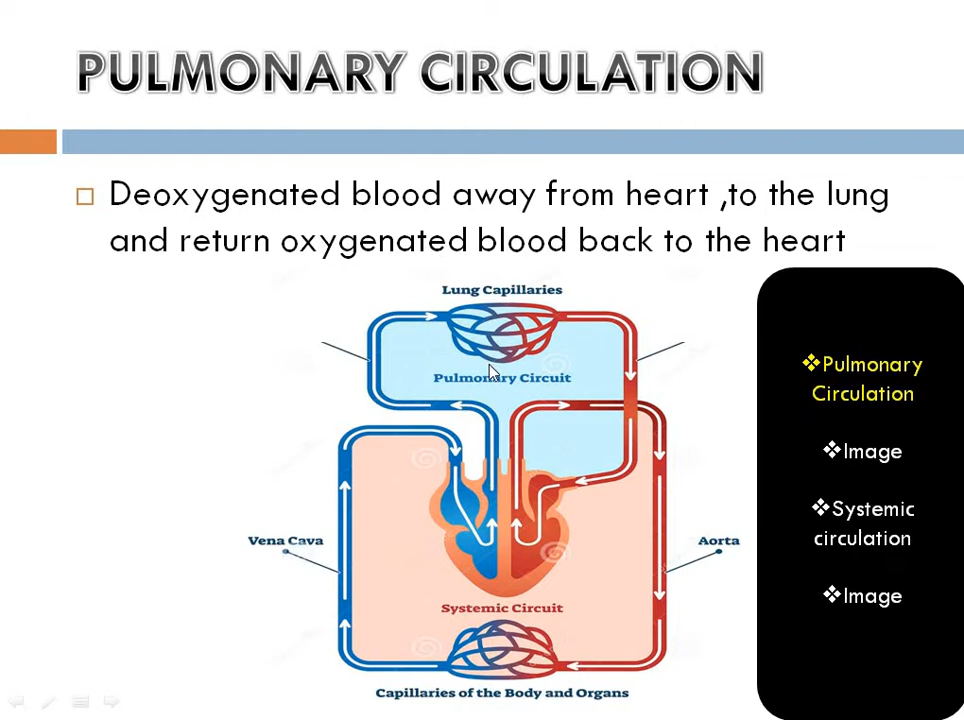 PULMONARY CIRCULATION
Deoxygenated blood away from heart ,to the lung
and return oxygenated blood back to the heart
Lung Capillaries
Pulmonary Circuit
Vena Cava
Aorta
Systemic Circuit
Capillaries of the Body and Organs
❖Pulmonary
Circulation
❖Image
❖Systemic
circulation
❖Image